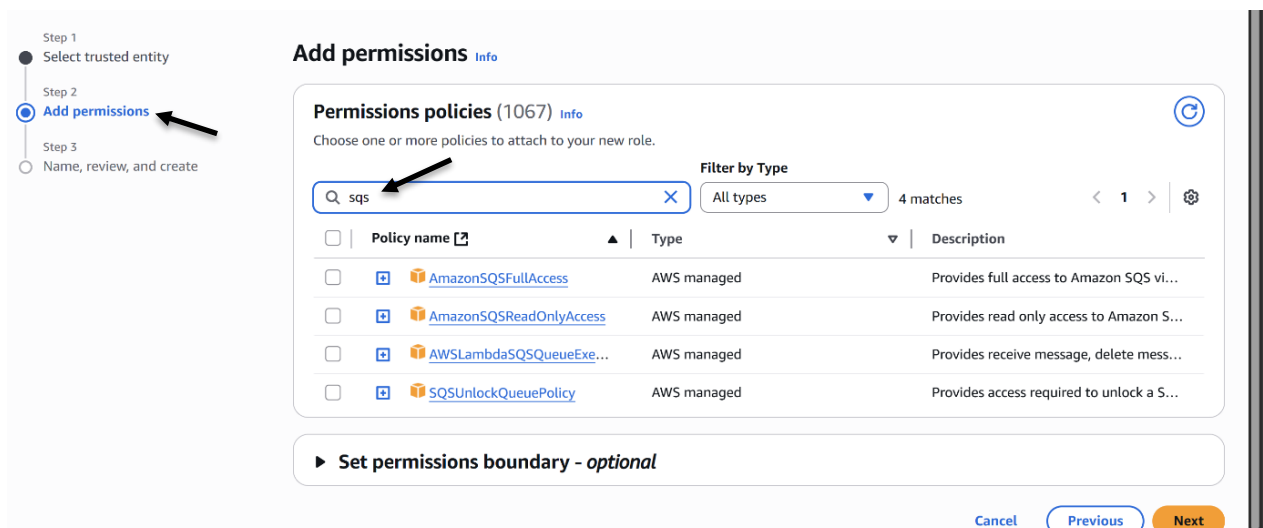 Step 1
Select trusted entity
Step 2
Add permissions
Step 3
Name, review, and create
Add permissions Info
Permissions policies (1067) Info
Choose one or more policies to attach to your new role.
Filter by Type
sqs
All types
4 matches
1
Policy name Type Description
AmazonSQSFullAccess AWS managed Provides full access to Amazon SQS vi...
AmazonSQSReadOnlyAccess AWS managed Provides read only access to Amazon S...
AWSLambdaSQSQueueExe... AWS managed Provides receive message, delete mess...
SQSUnlockQueuePolicy AWS managed Provides access required to unlock a S...
Set permissions boundary - optional
Cancel Previous Next